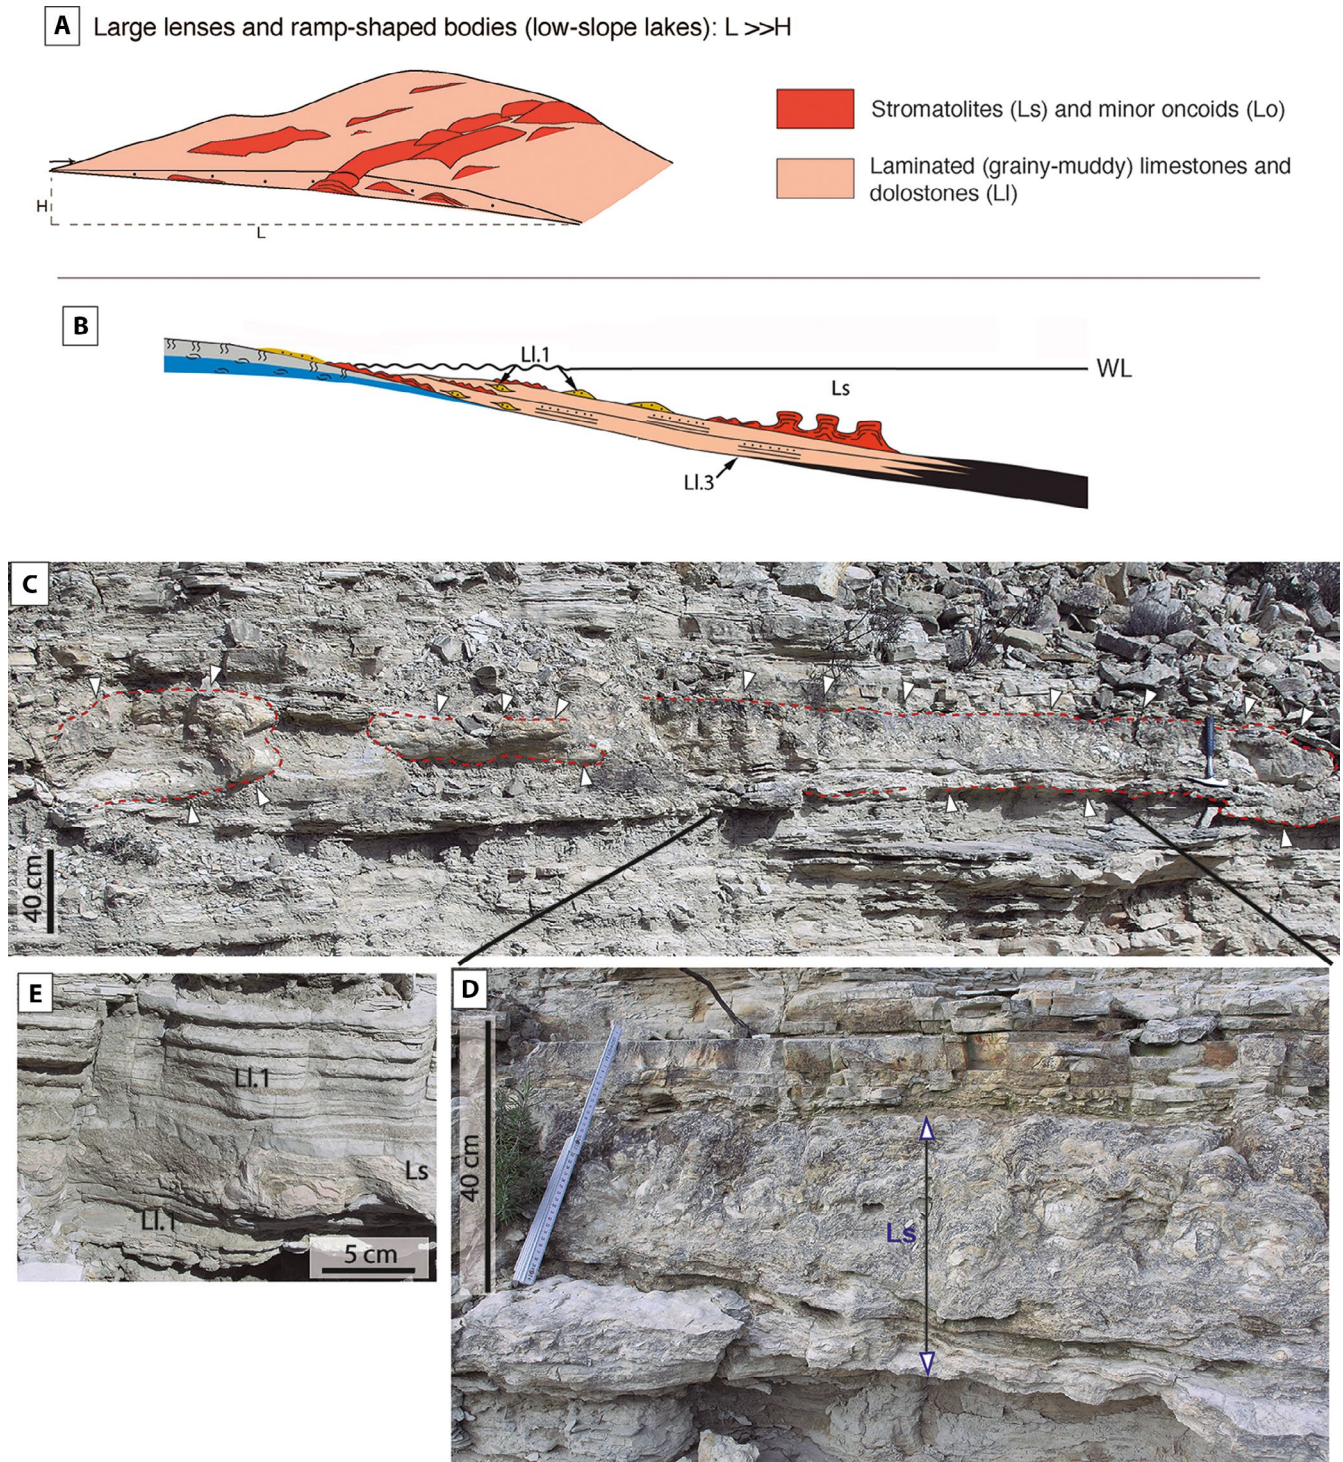 A Large lenses and ramp-shaped bodies (low-slope lakes): L >>H
Stromatolites (Ls) and minor oncoids (Lo)
Laminated (grainy-muddy) limestones and
dolostones (Ll)
H
L
B
Ll.1
WL
Ls
Ll.3
C
40 cm
E
Ll.1
Ls
Ll.1
5 cm
D
40 cm
Ls